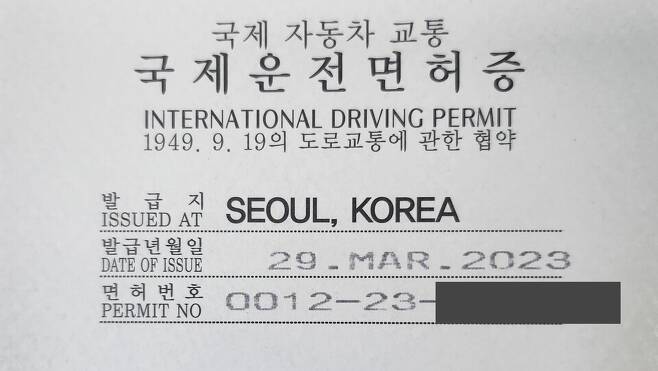 국제 자동차 교통
국제운전면허증
INTERNATIONAL DRIVING PERMIT
1949. 9. 19의 도로교통에 관한 협약
발 급 지
ISSUED AT SEOUL, KOREA
발급년월일
DATE OF ISSUE 29.MAR.2023
면 허 번 호
PERMIT NO 0012-23-